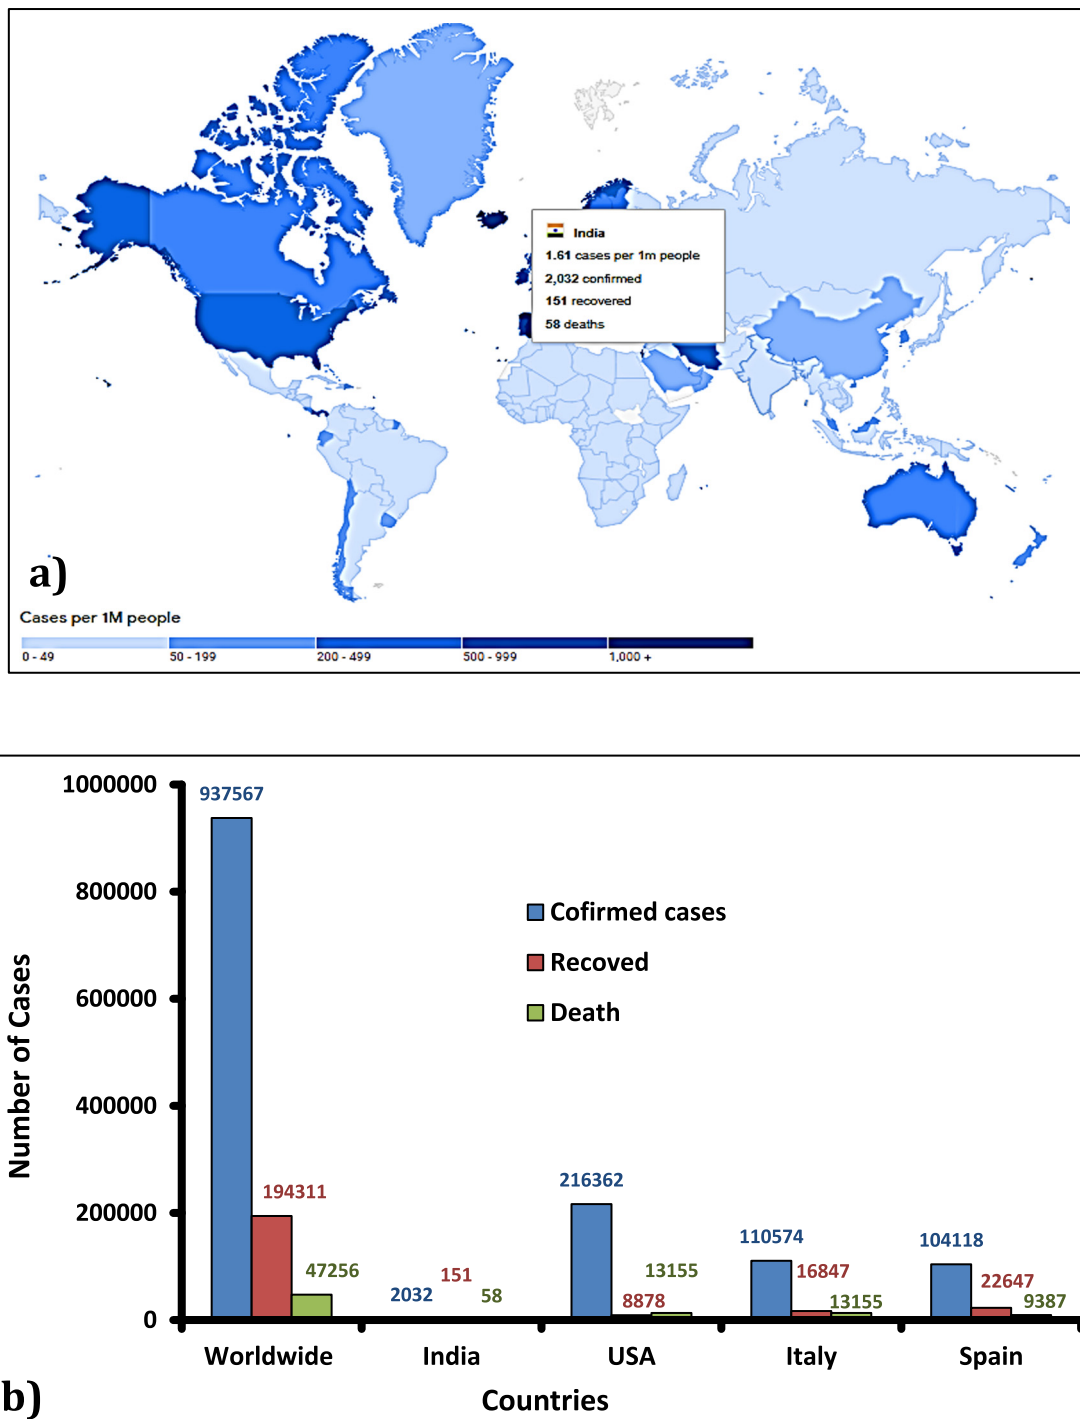 India
1.61 cases per 1m people
2,032 confirmed
151 recovered
58 deaths
a)
Cases per 1M people
0 - 49 50 - 199 200 - 499 500 - 999 1,000 +
1000000
937567
800000
Cofirmed cases
Recoved
600000
Death
Number of Cases
400000
216362
194311
200000
110574
104118
47256
151
13155
16847
22647
2032
58
8878
13155
9387
0
Worldwide India USA Italy Spain
b)
Countries